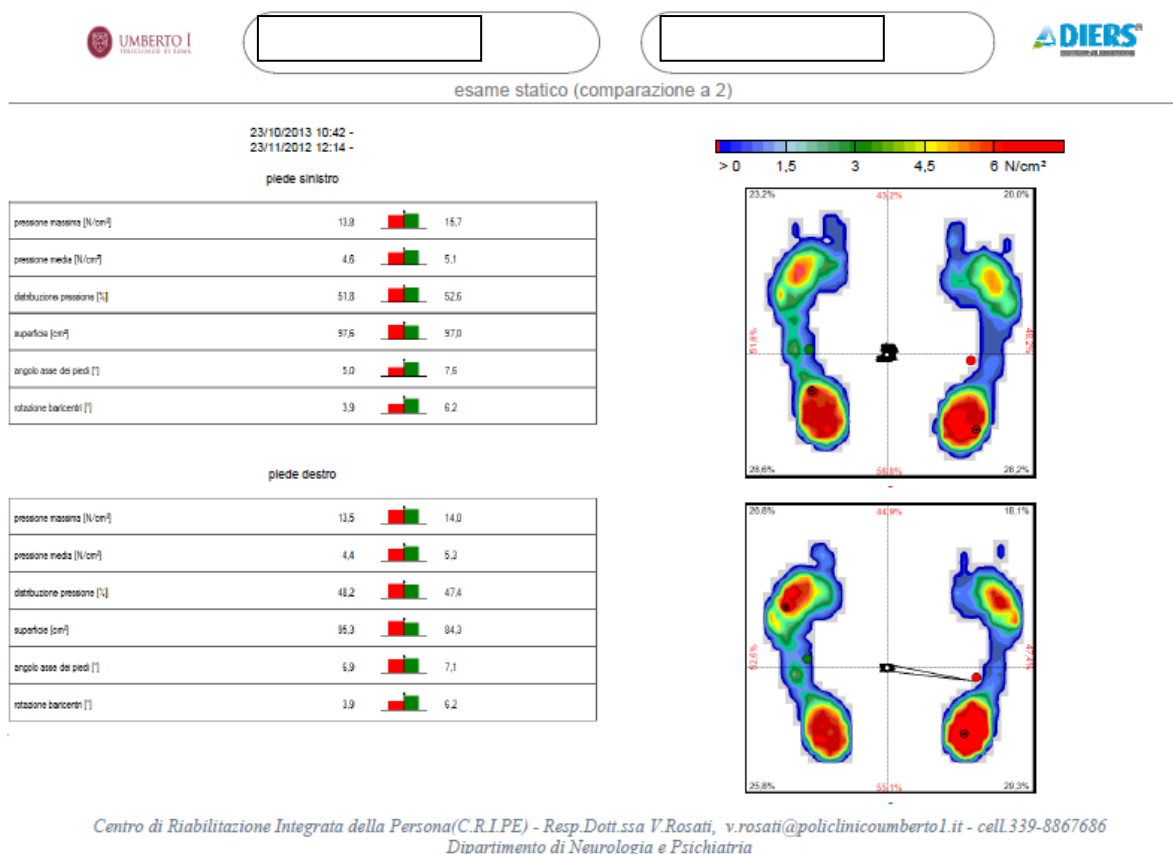 UMBERTO I
POLICLINICO DI ROMA
ADIERS
esame statico (comparazione a 2)
23/10/2013 10:42 -
23/11/2012 12:14 -
piede sinistro
pressione massima [N/cm²] 13,8 15,7
pressione media [N/cm²] 4,6 5,1
distribuzione pressione [%] 51,8 52,6
superficie [cm²] 97,6 97,0
angolo asse dei piedi [°] 5,0 7,6
rotazione baricentri [°] 3,9 6,2
piede destro
pressione massima [N/cm²] 13,5 14,0
pressione media [N/cm²] 4,4 5,3
distribuzione pressione [%] 48,2 47,4
superficie [cm²] 95,3 84,3
angolo asse dei piedi [°] 6,9 7,1
rotazione baricentri [°] 3,9 6,2
> 0 1,5 3 4,5 6 N/cm²
23,2% 43,2% 20,0%
51,8% 48,2%
28,6% 56,8% 28,2%
-
26,8% 44,9% 18,1%
52,6% 47,4%
25,8% 55,1% 29,3%
-
Centro di Riabilitazione Integrata della Persona(C.R.I.PE) - Resp.Dott.ssa V.Rosati, v.rosati@policlinicoumberto1.it - cell.339-8867686
Dipartimento di Neurologia e Psichiatria